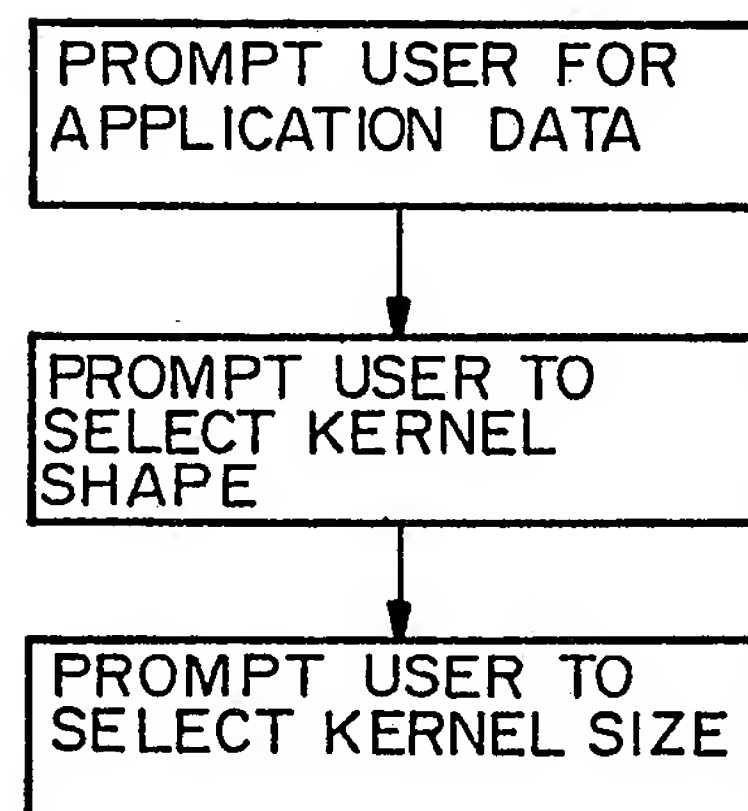 PROMPT USER FOR
APPLICATION DATA
PROMPT USER TO
SELECT KERNEL
SHAPE
PROMPT USER TO
SELECT KERNEL SIZE